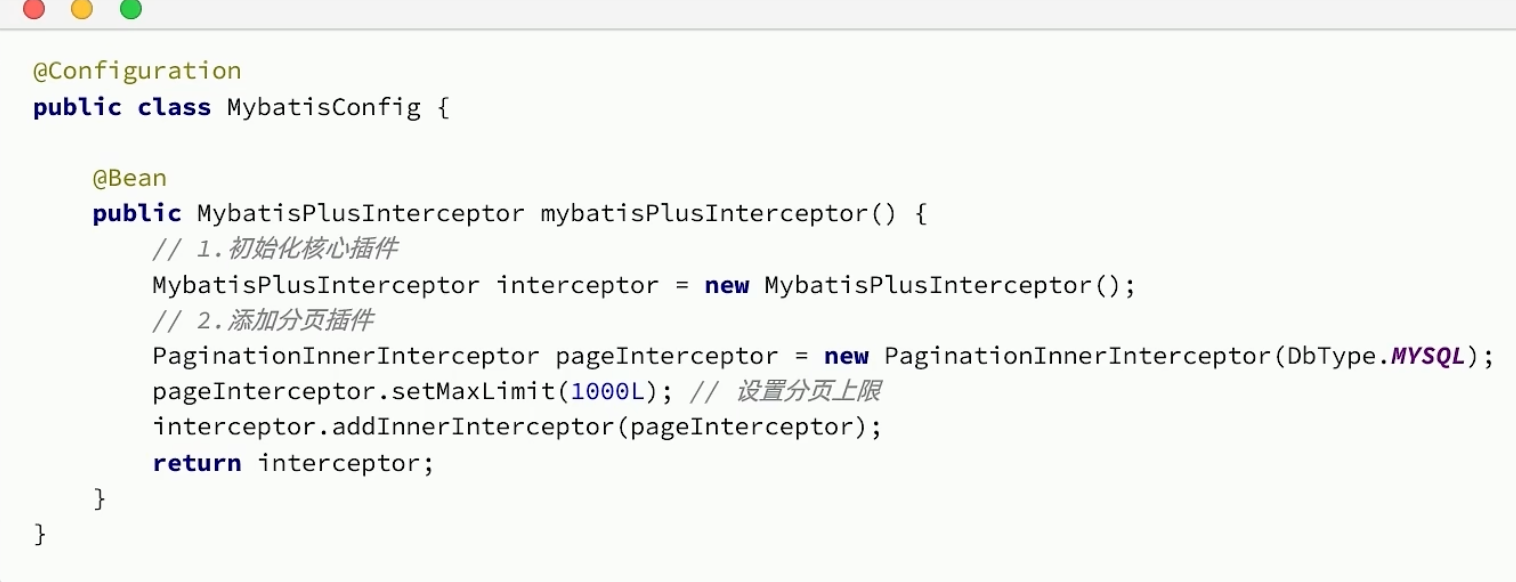 @Configuration
public class MybatisConfig {
@Bean
public MybatisPlusInterceptor mybatisPlusInterceptor() {
// 1.初始化核心插件
MybatisPlusInterceptor interceptor = new MybatisPlusInterceptor();
// 2.添加分页插件
PaginationInnerInterceptor pageInterceptor = new PaginationInnerInterceptor(DbType.MYSQL);
pageInterceptor.setMaxLimit(1000L); // 设置分页上限
interceptor.addInnerInterceptor(pageInterceptor);
return interceptor;
}
}